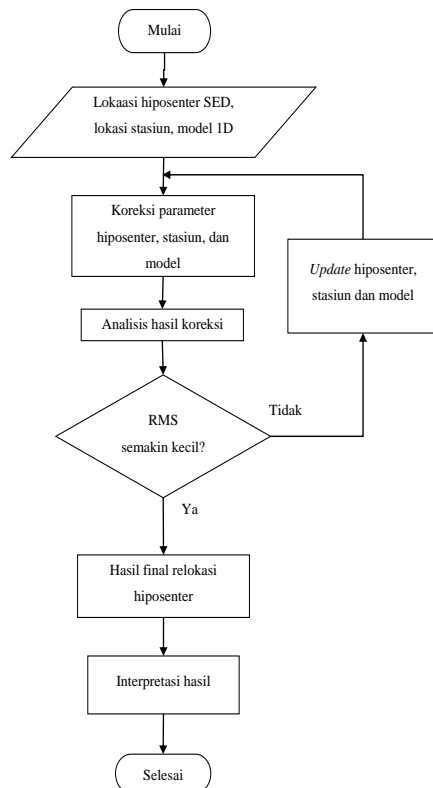 Mulai
Lokaasi hiposenter SED,
lokasi stasiun, model 1D
Koreksi parameter
hiposenter, stasiun, dan
model
Update hiposenter,
stasiun dan model
Analisis hasil koreksi
RMS
semakin kecil?
Tidak
Ya
Hasil final relokasi
hiposenter
Interpretasi hasil
Selesai